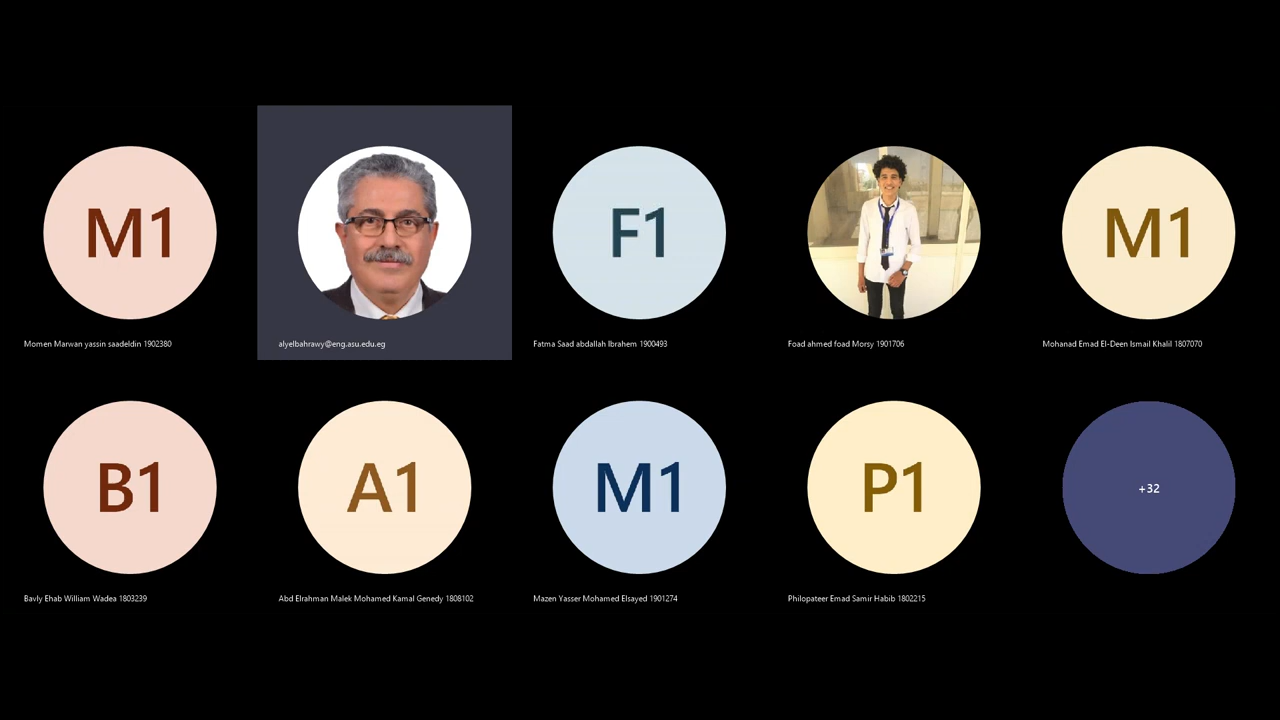 M1
F1
M1
Momen Marwan yassin saadeldin 1902380
alyelbahrawy@eng.asu.edu.eg
Fatma Saad abdallah Ibrahem 1900493
Foad ahmed foad Morsy 1901706
Mohanad Emad El-Deen Ismail Khalil 1807070
B1
A1
M1
P1
+32
Bavly Ehab William Wadea 1803239
Abd Elrahman Malek Mohamed Kamal Genedy 1808102
Mazen Yasser Mohamed Elsayed 1901274
Philopateer Emad Samir Habib 1802215